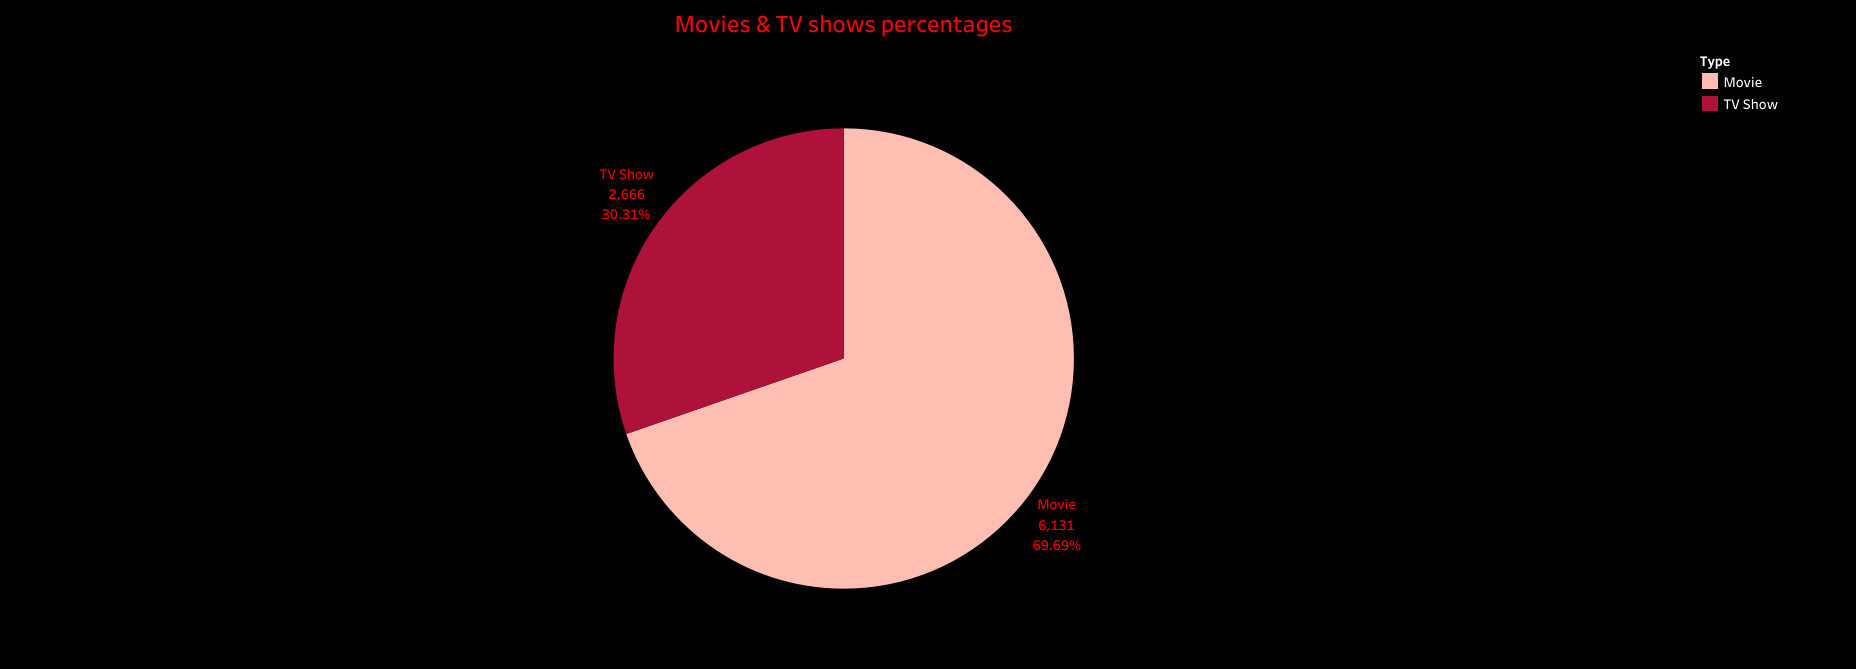 Movies & TV shows percentages
Type
Movie
TV Show
TV Show
2,666
30.31%
Movie
6,131
69.69%